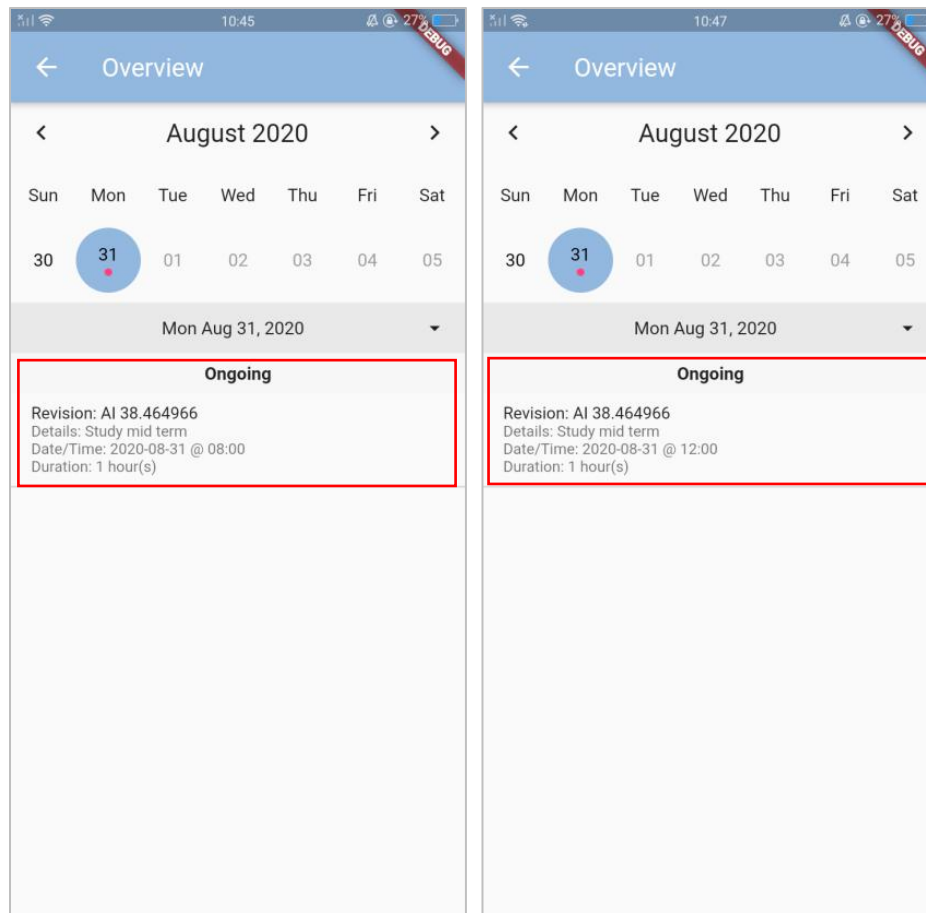 10:45
27%
DEBUG
Overview
August 2020
Sun Mon Tue Wed Thu Fri Sat
30 31 01 02 03 04 05
Mon Aug 31, 2020
Ongoing
Revision: AI 38.464966
Details: Study mid term
Date/Time: 2020-08-31 @ 08:00
Duration: 1 hour(s)
10:47
27%
DEBUG
Overview
August 2020
Sun Mon Tue Wed Thu Fri Sat
30 31 01 02 03 04 05
Mon Aug 31, 2020
Ongoing
Revision: AI 38.464966
Details: Study mid term
Date/Time: 2020-08-31 @ 12:00
Duration: 1 hour(s)